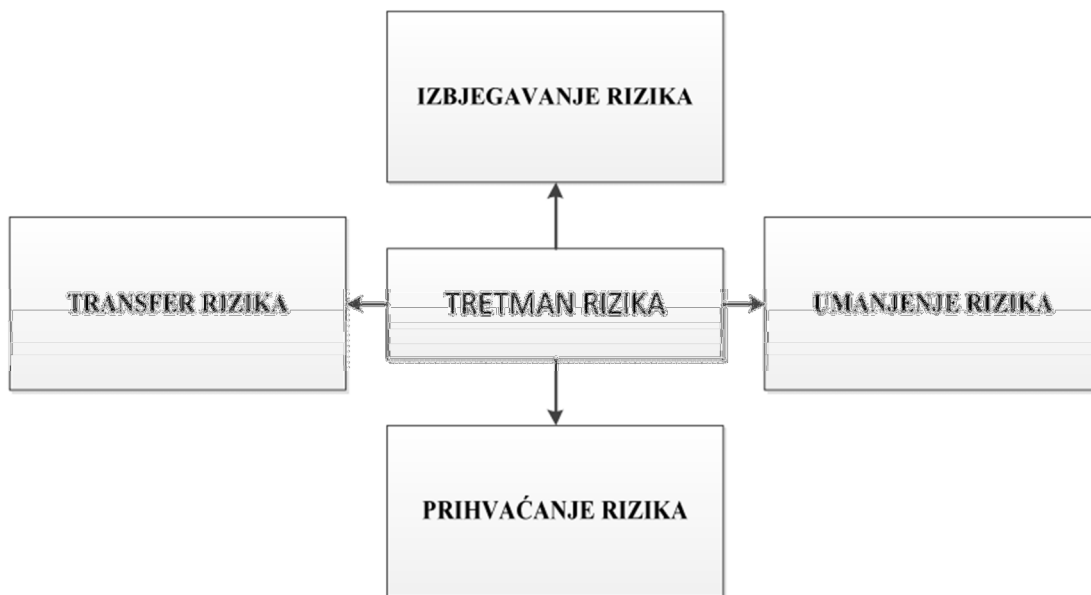 IZBJEGAVANJE RIZIKA
TRANSFER RIZIKA
TRETMAN RIZIKA
UMANJENJE RIZIKA
PRIHVAĆANJE RIZIKA